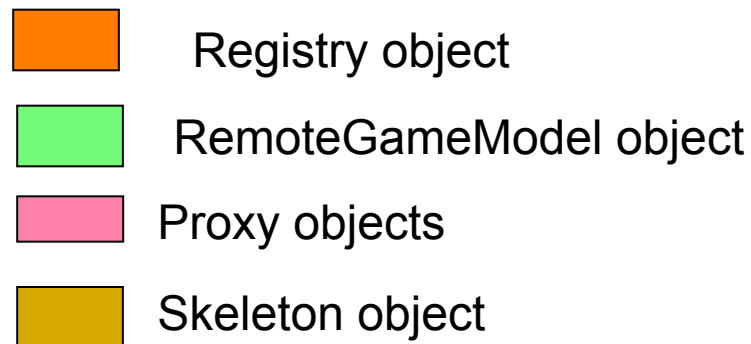 Registry object
RemoteGameModel object
Proxy objects
Skeleton object